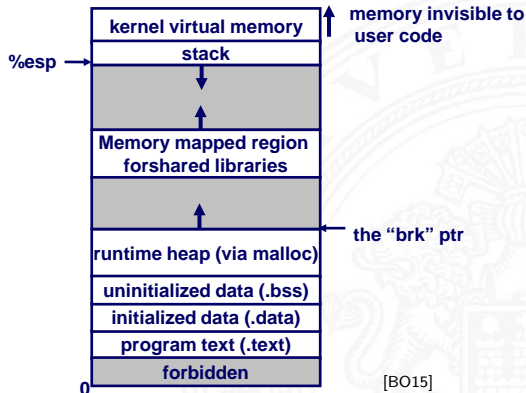 kernel virtual memory
memory invisible to
user code
%esp
stack
Memory mapped region
forshared libraries
the "brk" ptr
runtime heap (via malloc)
uninitialized data (.bss)
initialized data (.data)
program text (.text)
forbidden
0
[BO15]